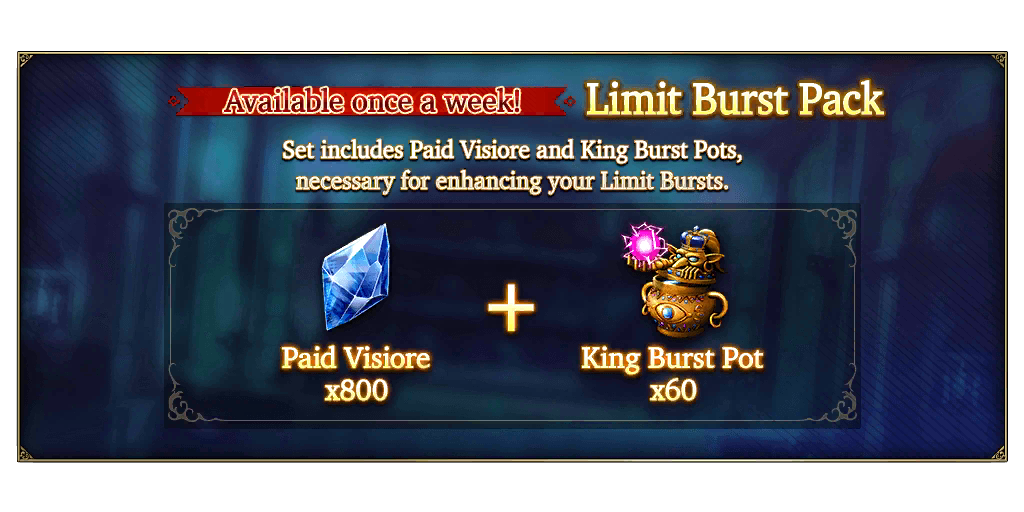 Available once a week!
Limit Burst Pack
Set includes Paid Visiore and King Burst Pots,
necessary for enhancing your Limit Bursts.
Paid Visiore
x800
+
King Burst Pot
x60